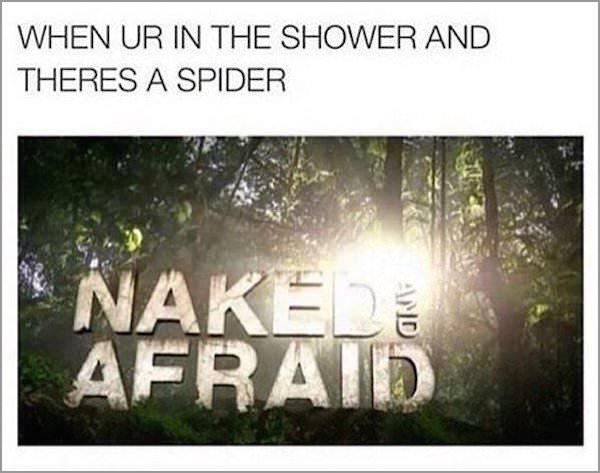 WHEN UR IN THE SHOWER AND
THERES A SPIDER
NAKED AND
AFRAID